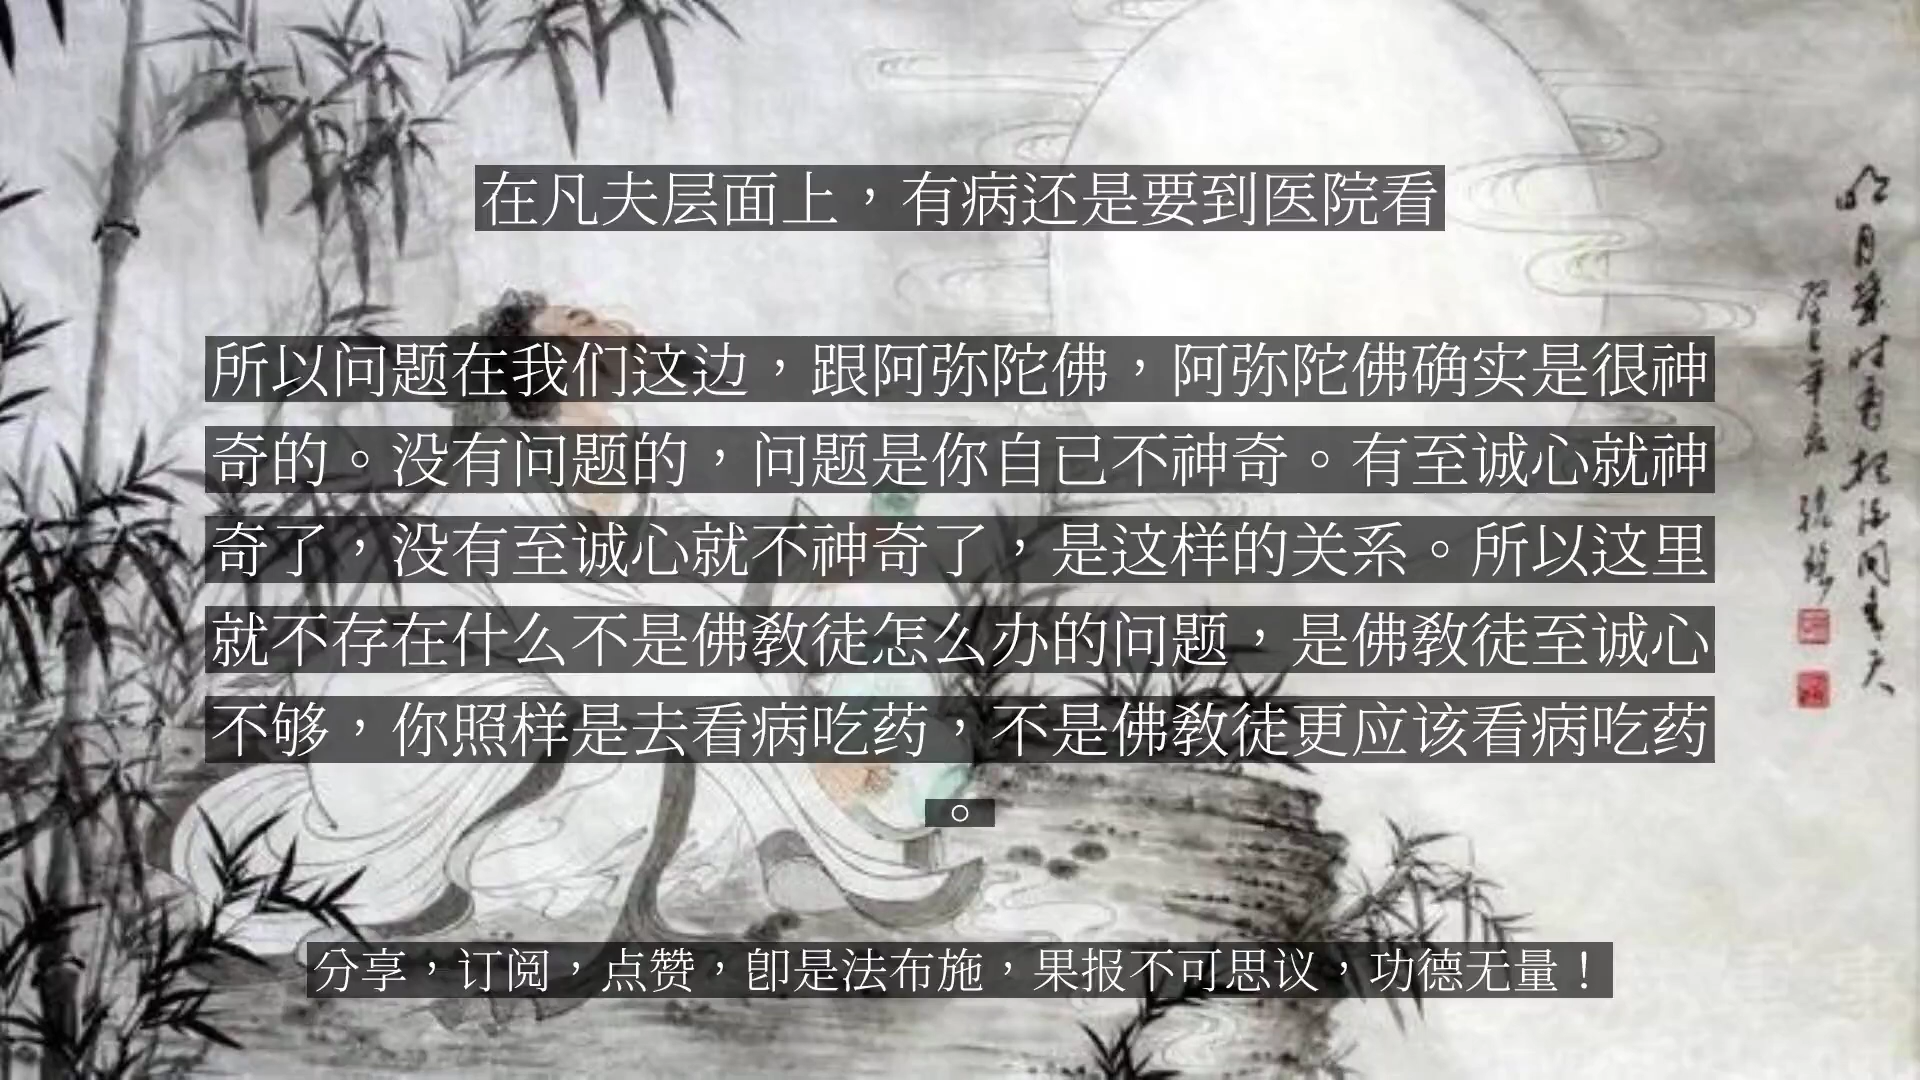 在凡夫层面上，有病还是要到医院看
所以问题在我们这边，跟阿弥陀佛，阿弥陀佛确实是很神
奇的。没有问题的，问题是你自已不神奇。有至诚心就神
奇了，没有至诚心就不神奇了，是这样的关系。所以这里
就不存在什么不是佛教徒怎么办的问题，是佛教徒至诚心
不够，你照样是去看病吃药，不是佛教徒更应该看病吃药
。
分享，订阅，点赞，即是法布施，果报不可思议，功德无量！